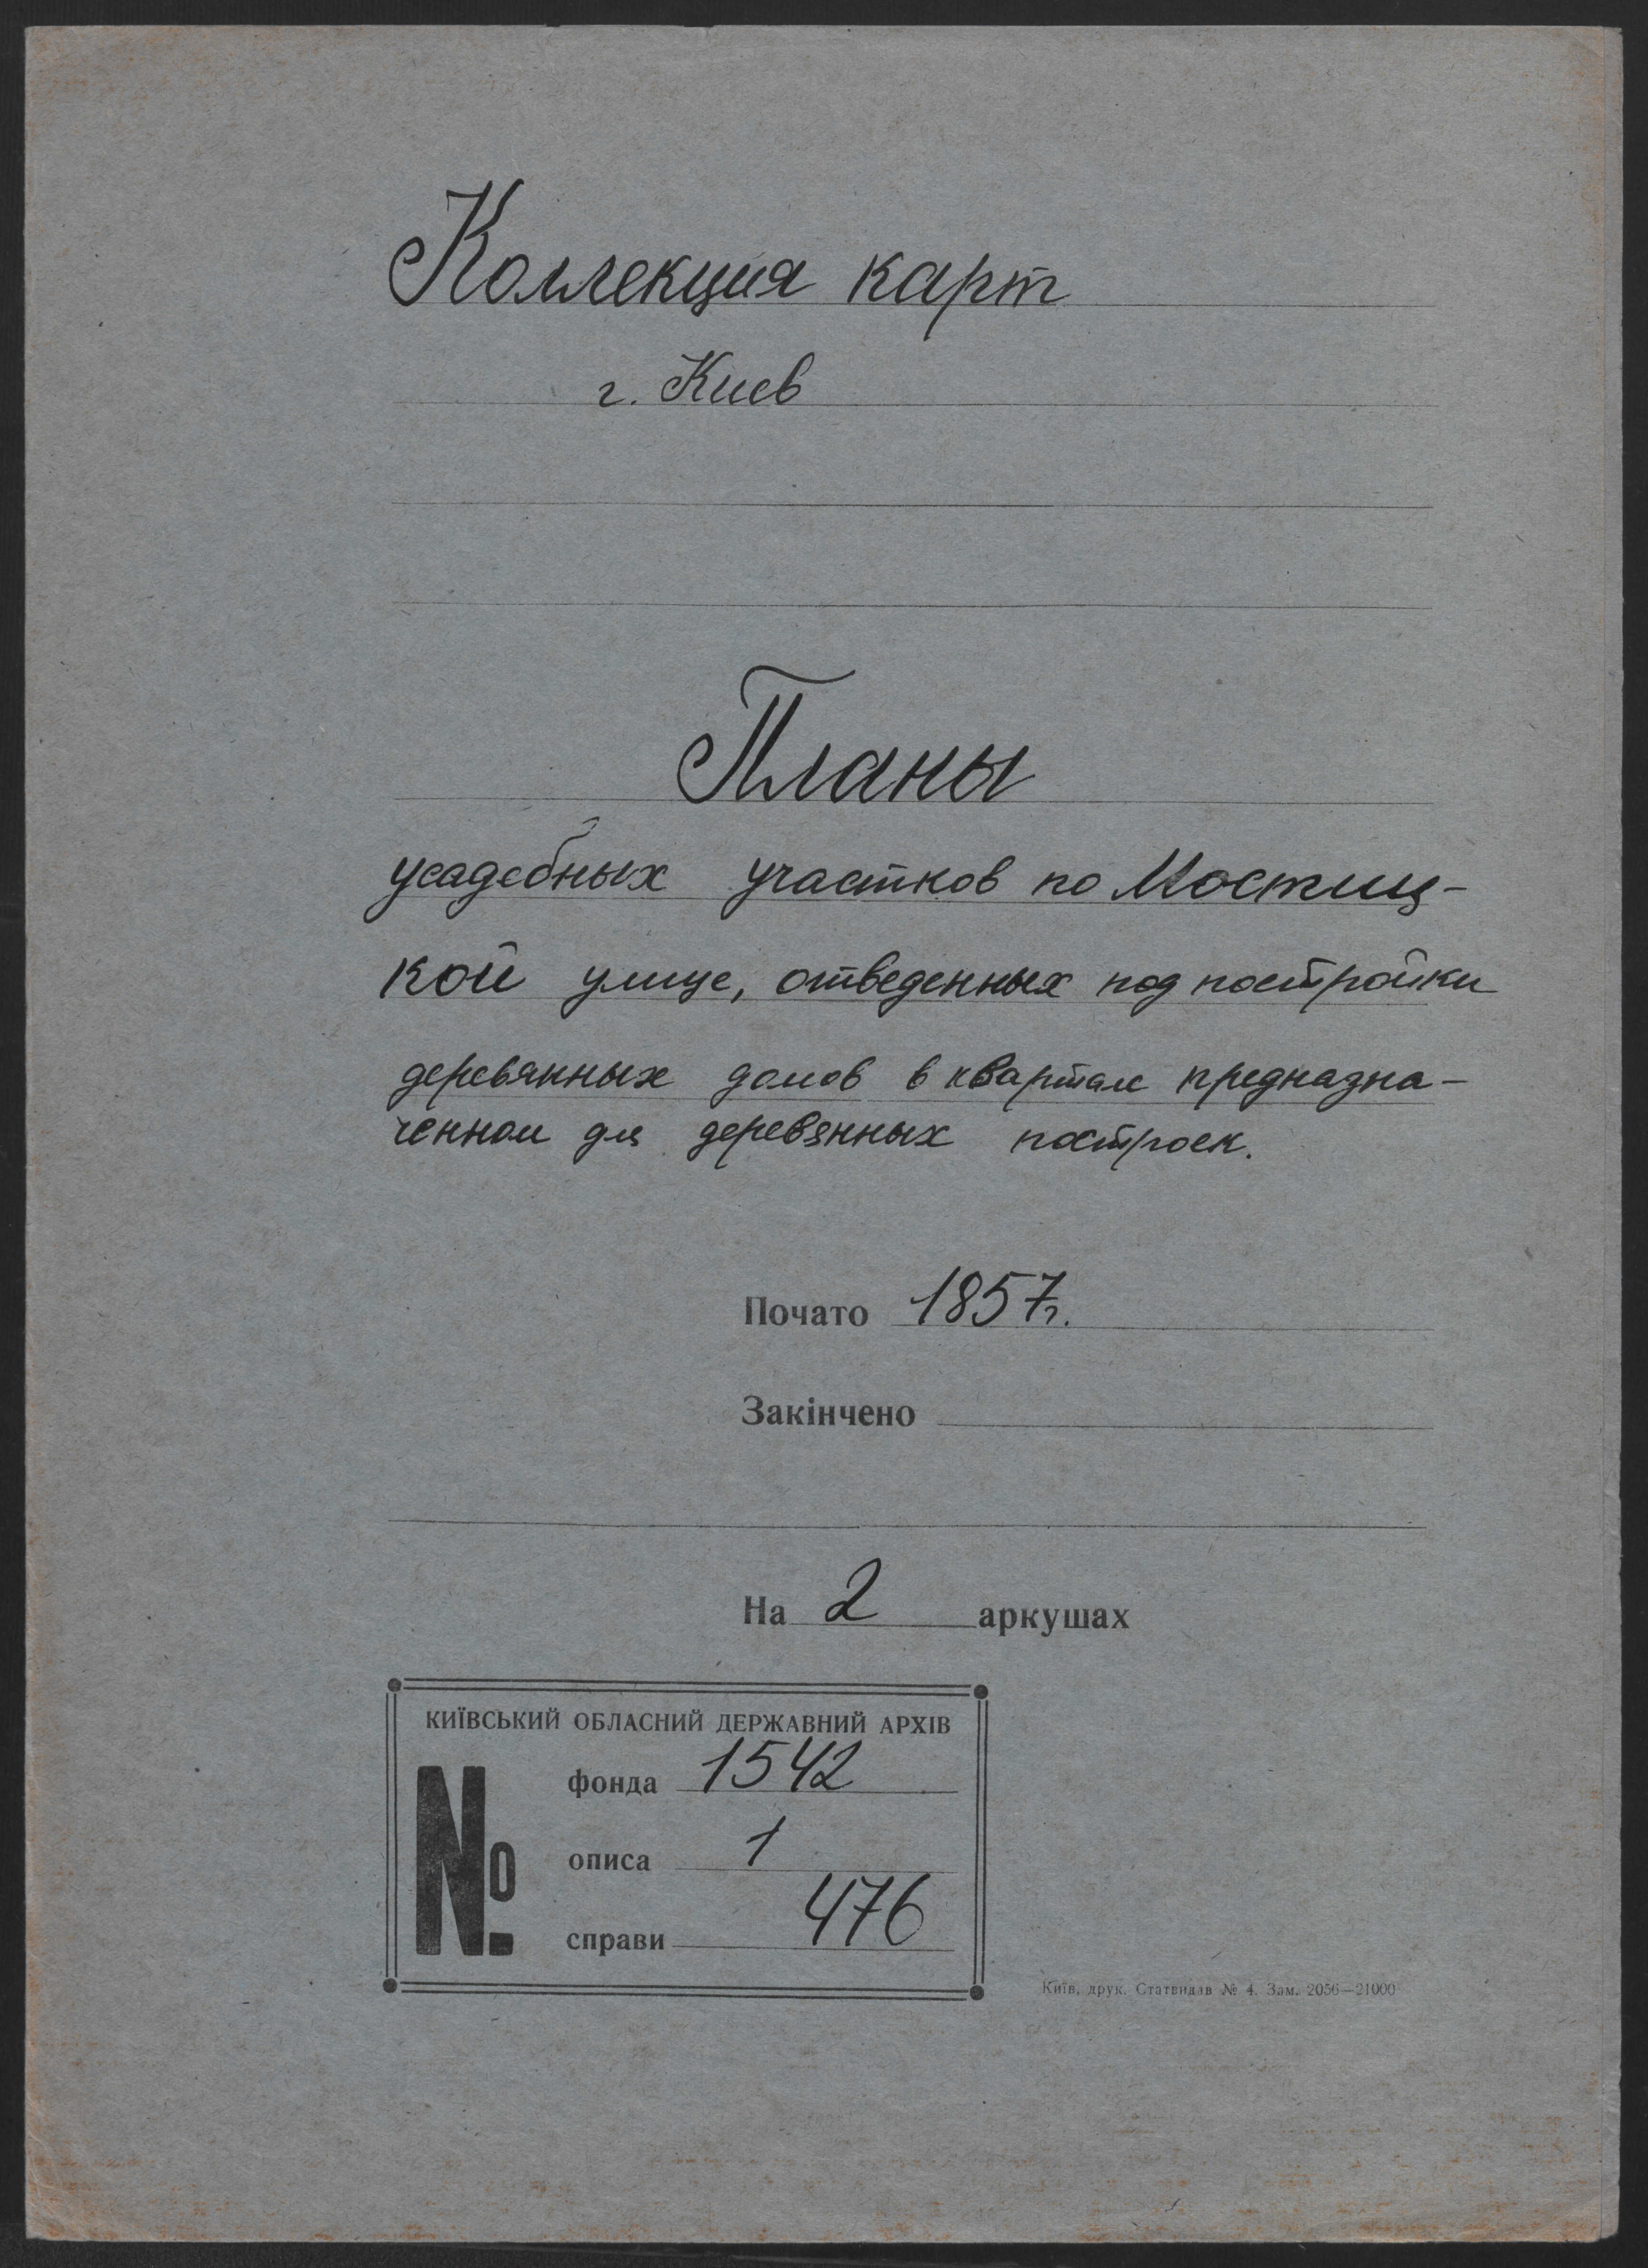 Коллекция карт
г. Киев
Планы
усадебных участков по Мостиц-
кой улице, отведенных под постройки
деревянных домов в квартале предназна-
ченном для деревянных построек.
Почато 1857г.
Закінчено
На 2 аркушах
КИЇВСЬКИЙ ОБЛАСНИЙ ДЕРЖАВНИЙ АРХІВ
№
фонда 1542
описа 1
справи 476
Київ, друк. Статвидав № 4. Зам. 2056—21000